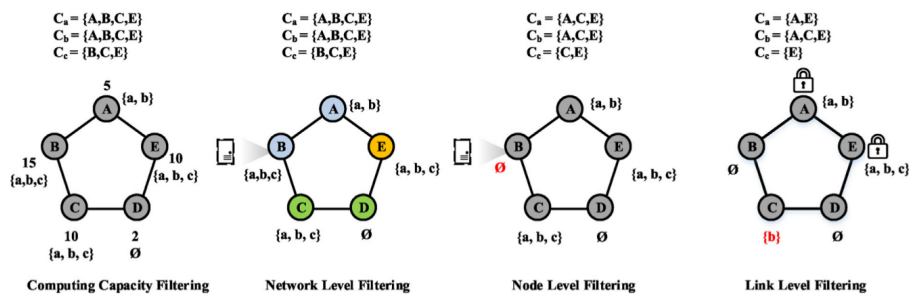 Cₐ = {A,B,C,E}
C_b = {A,B,C,E}
C_c = {B,C,E}
5
A
{a, b}
B
E
15
{a,b,c}
10
{a, b, c}
C
D
10
{a, b, c}
2
Ø
Computing Capacity Filtering
Cₐ = {A,B,C,E}
C_b = {A,B,C,E}
C_c = {B,C,E}
A
{a, b}
B
E
{a,b,c}
{a, b, c}
C
D
{a, b, c}
Ø
Network Level Filtering
Cₐ = {A,C,E}
C_b = {A,C,E}
C_c = {C,E}
{a, b}
A
B
E
Ø
{a, b, c}
C
D
{a, b, c}
Ø
Node Level Filtering
Cₐ = {A,E}
C_b = {A,C,E}
C_c = {E}
A
{a, b}
B
E
Ø
{a, b, c}
C
D
{b}
Ø
Link Level Filtering